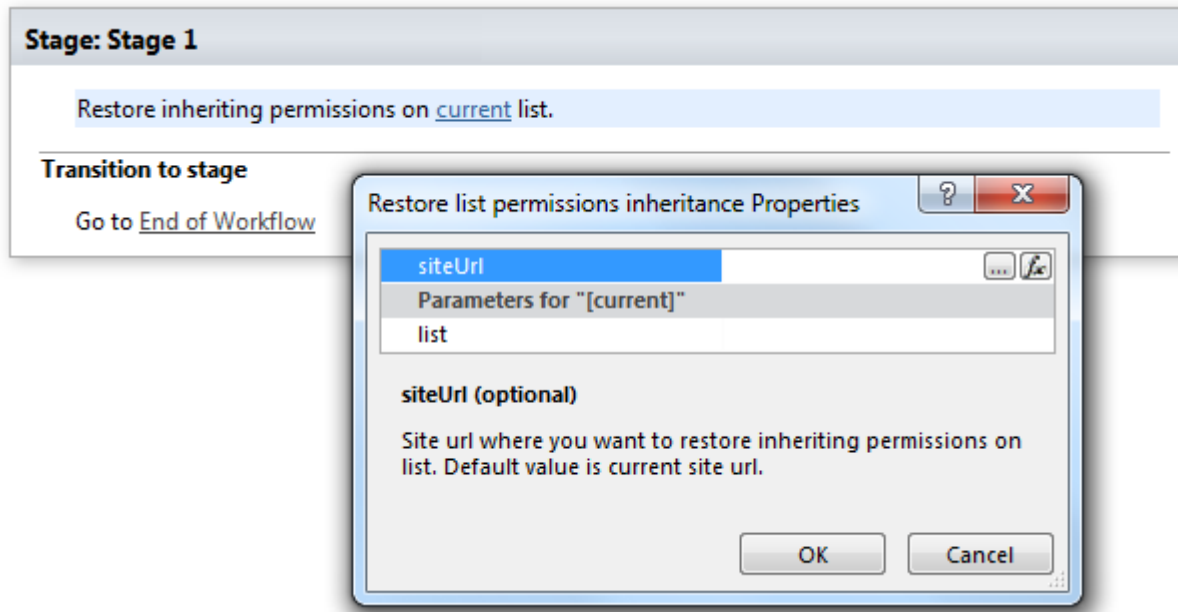 Stage: Stage 1
Restore inheriting permissions on current list.
Transition to stage
Go to End of Workflow
Restore list permissions inheritance Properties
?
X
siteUrl
...
fx
Parameters for "[current]"
list
siteUrl (optional)
Site url where you want to restore inheriting permissions on
list. Default value is current site url.
OK
Cancel